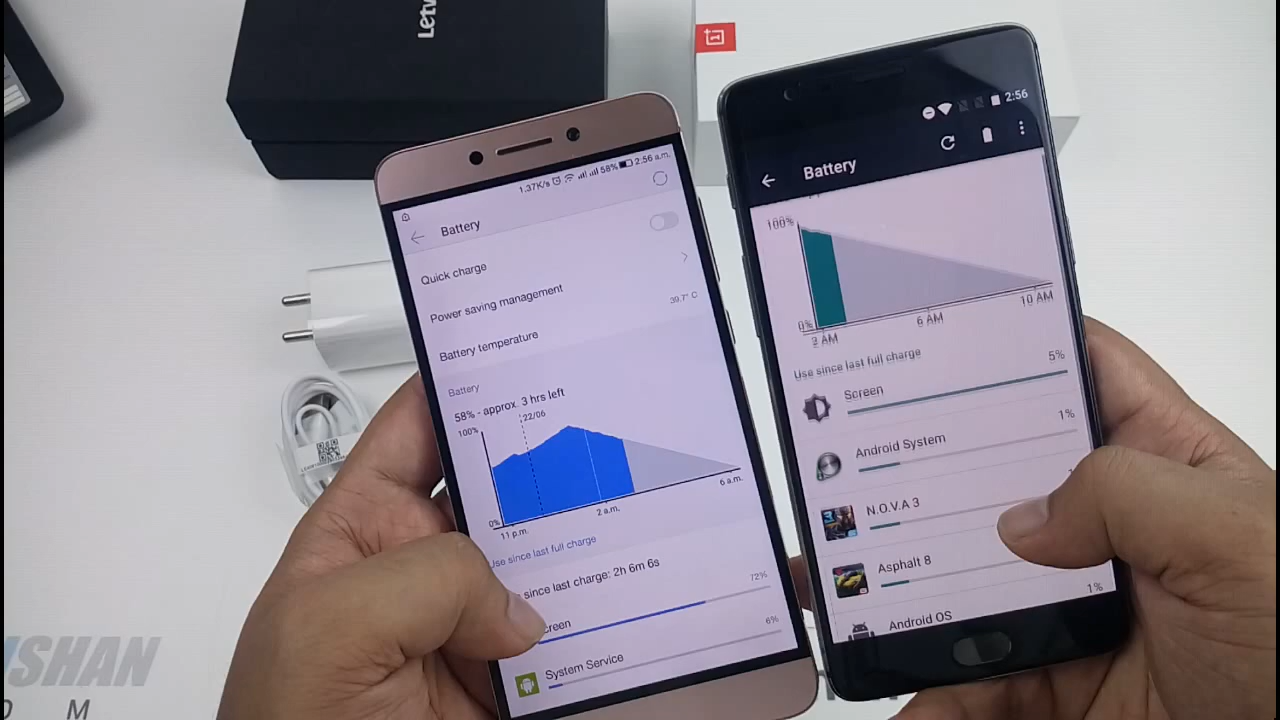 Letv
1.37K/s 58% 2:56 a.m.
Battery
Quick charge
Power saving management
Battery temperature 39.7° C
Battery
58% - approx. 3 hrs left
22/06
100%
0%
11 p.m. 2 a.m. 6 a.m.
Use since last full charge
since last charge: 2h 6m 6s
creen 72%
System Service 6%
2:56
Battery
100%
0%
3 AM 6 AM 10 AM
Use since last full charge
Screen 5%
Android System 1%
N.O.V.A 3
Asphalt 8
Android OS 1%
SHAN
O M